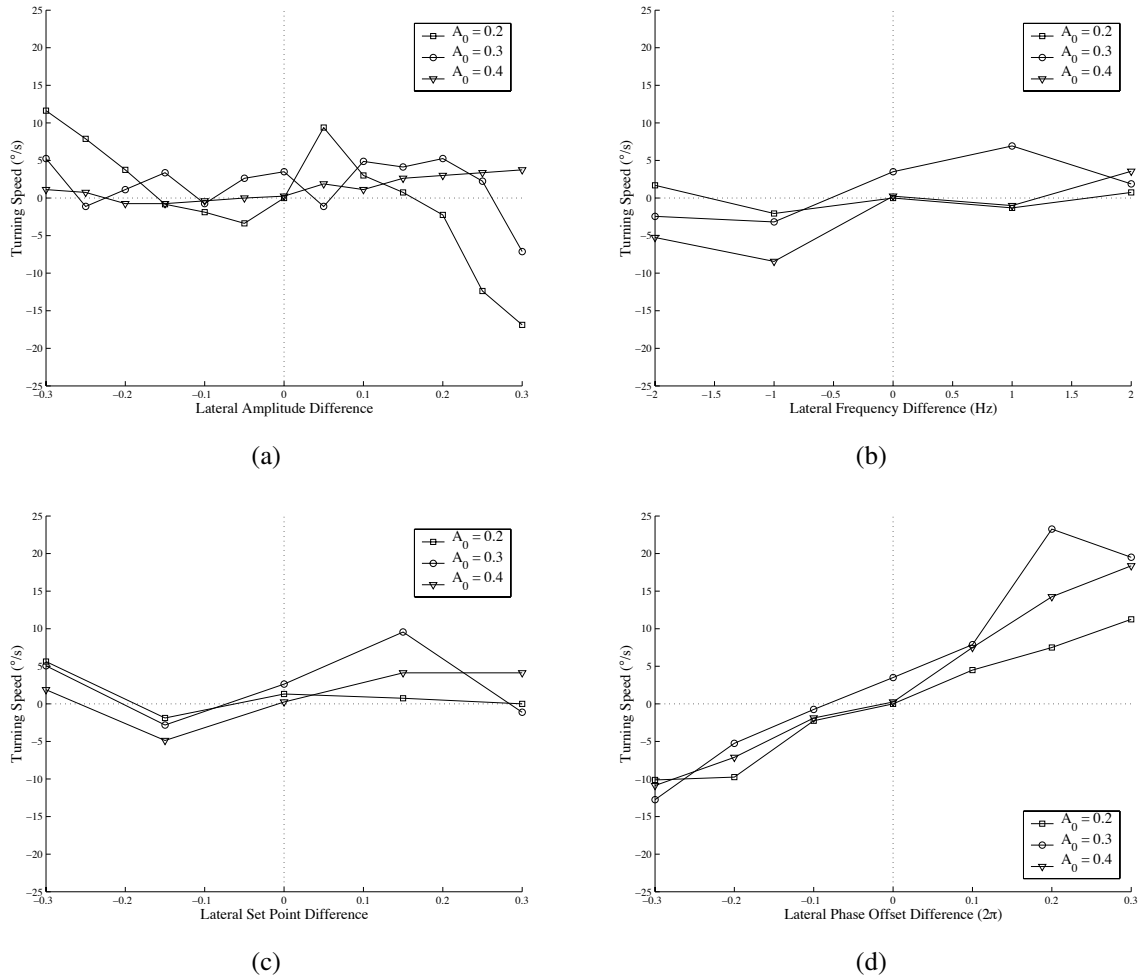 25
20
15
10
5
0
−5
−10
−15
−20
−25
Turning Speed (°/s)
−0.3 −0.2 −0.1 0 0.1 0.2 0.3
Lateral Amplitude Difference
A0 = 0.2
A0 = 0.3
A0 = 0.4
(a)
25
20
15
10
5
0
−5
−10
−15
−20
−25
Turning Speed (°/s)
−2 −1.5 −1 −0.5 0 0.5 1 1.5 2
Lateral Frequency Difference (Hz)
A0 = 0.2
A0 = 0.3
A0 = 0.4
(b)
25
20
15
10
5
0
−5
−10
−15
−20
−25
Turning Speed (°/s)
−0.3 −0.2 −0.1 0 0.1 0.2 0.3
Lateral Set Point Difference
A0 = 0.2
A0 = 0.3
A0 = 0.4
(c)
25
20
15
10
5
0
−5
−10
−15
−20
−25
Turning Speed (°/s)
−0.3 −0.2 −0.1 0 0.1 0.2 0.3
Lateral Phase Offset Difference (2π)
A0 = 0.2
A0 = 0.3
A0 = 0.4
(d)